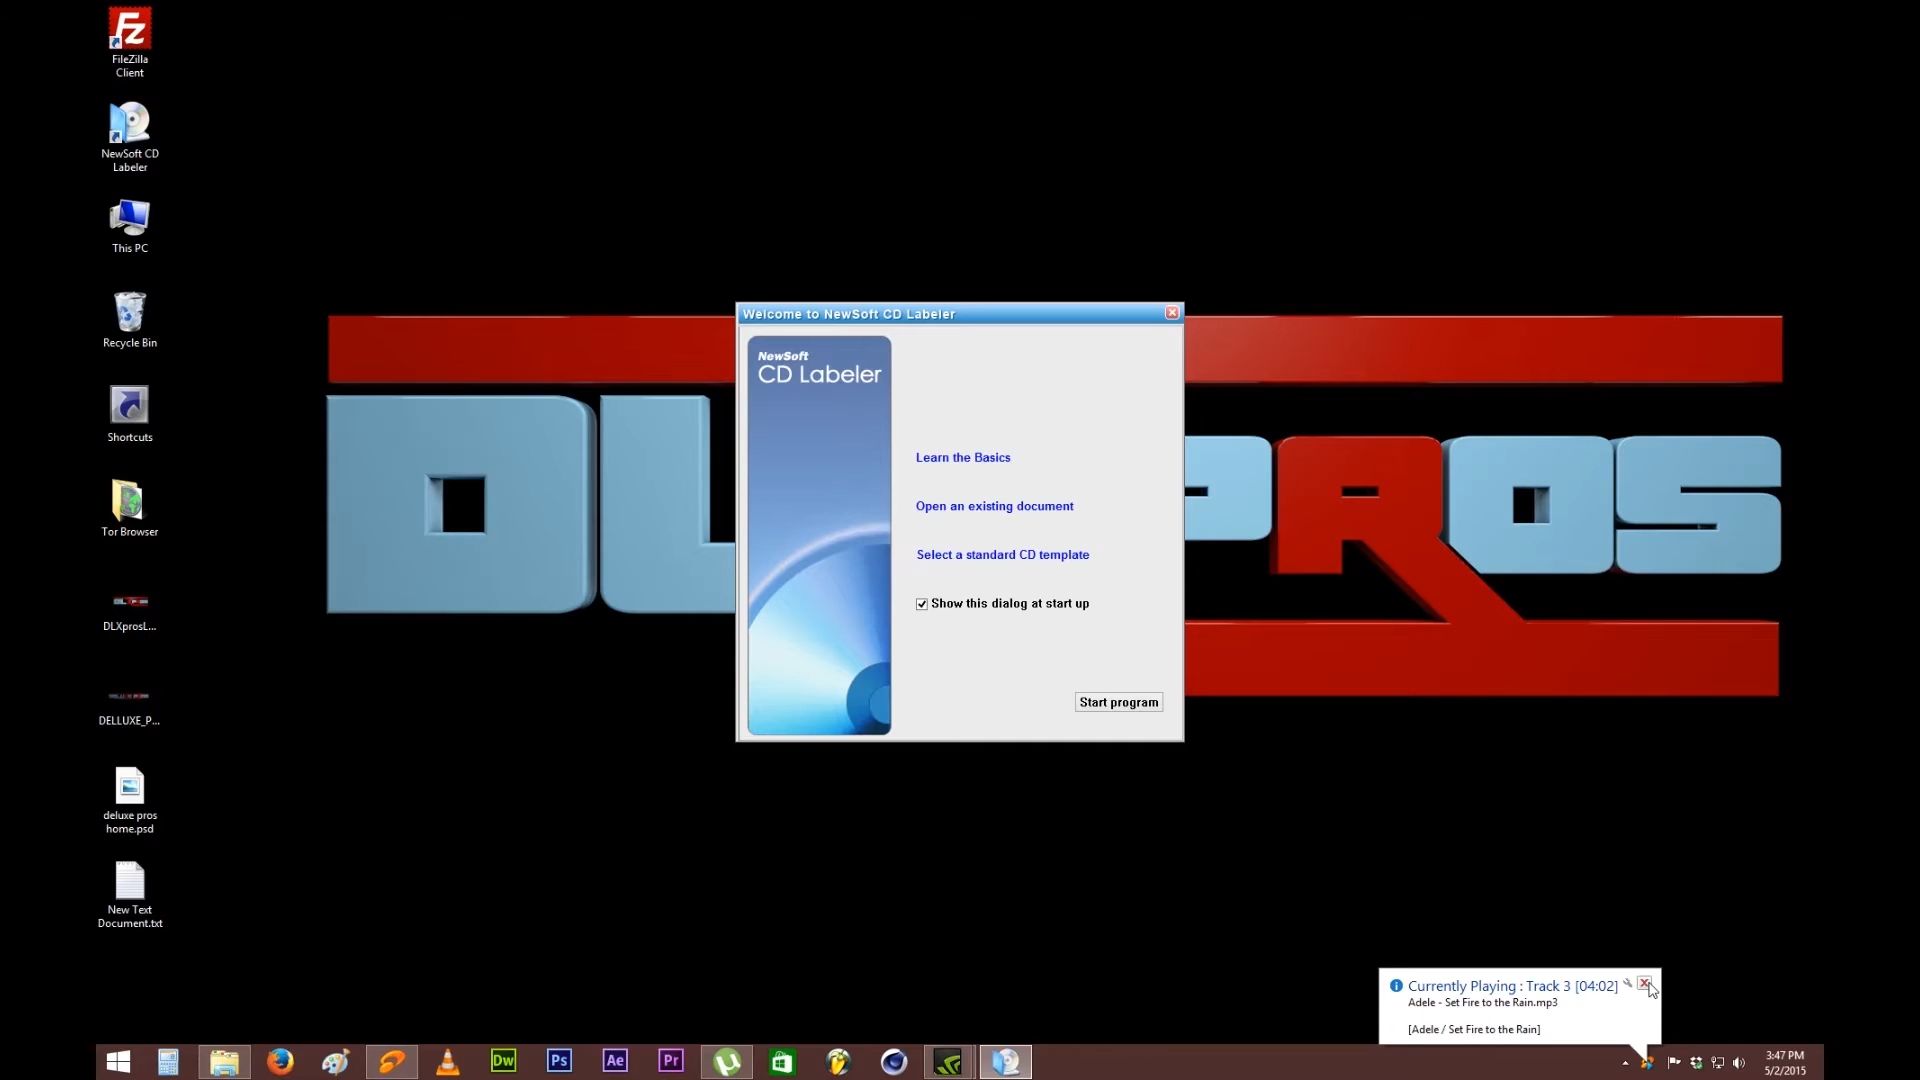 FileZilla
Client
NewSoft CD
Labeler
This PC
Recycle Bin
Shortcuts
Tor Browser
DLXprosL...
DELLUXE_P...
deluxe pros
home.psd
New Text
Document.txt
Welcome to NewSoft CD Labeler
NewSoft
CD Labeler
Learn the Basics
Open an existing document
Select a standard CD template
Show this dialog at start up
Start program
Currently Playing : Track 3 [04:02]
Adele - Set Fire to the Rain.mp3
[Adele / Set Fire to the Rain]
Dw
Ps
Ae
Pr
3:47 PM
5/2/2015